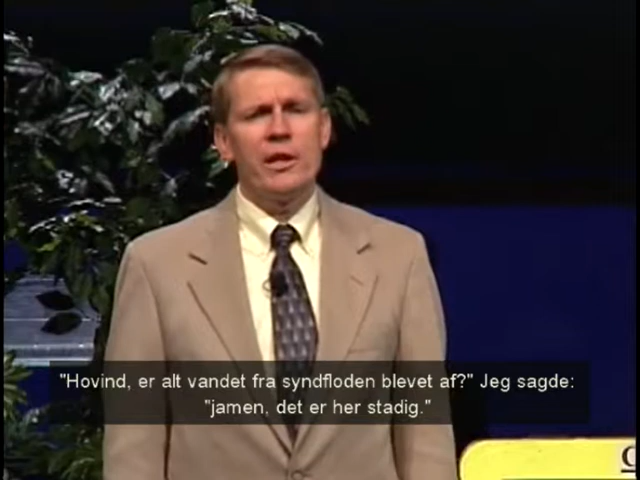 "Hovind, er alt vandet fra syndfloden blevet af?" Jeg sagde:
"jamen, det er her stadig."